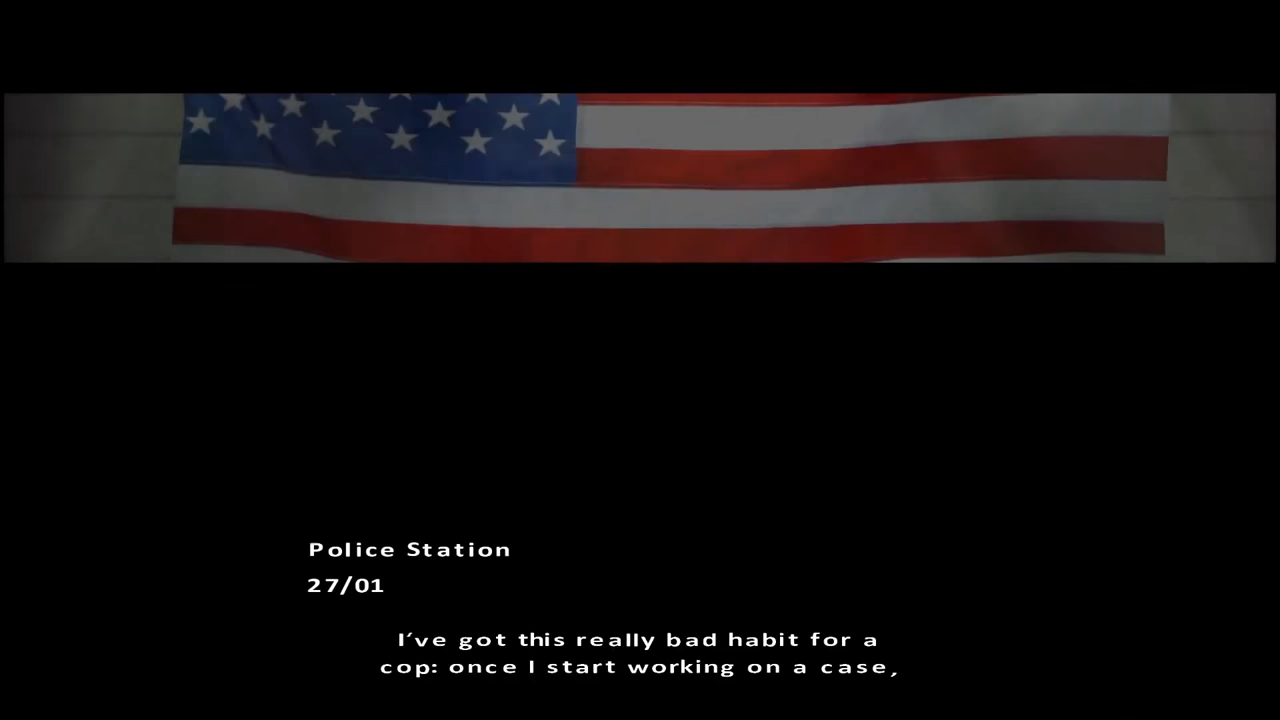 Police Station
27/01
I‘ve got this really bad habit for a
cop: once I start working on a case,